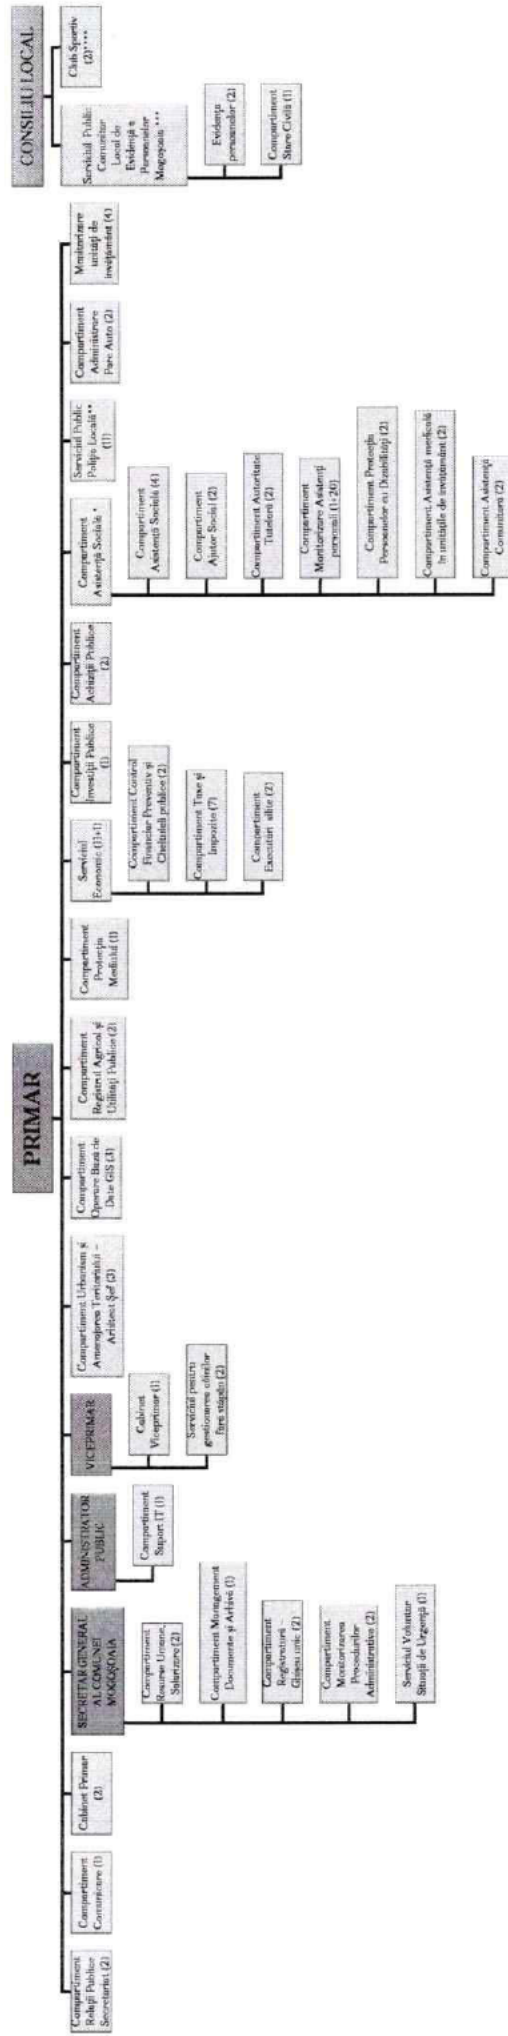 PRIMAR
CONSILIU LOCAL
Compartiment
Relații Publice
Secretariat (2)
Compartiment
Comunicare (1)
Cabinet Primar
(2)
SECRETAR GENERAL
AL COMUNEI
MOGOȘOAIA
Compartiment
Resurse Umane,
Salarizare (2)
Compartiment Management
Documente și Arhivă (1)
Compartiment
Registratură –
Ghișeu unic (2)
Compartiment
Monitorizarea
Procedurilor
Administrative (2)
Serviciul Voluntar
Situații de Urgență (1)
ADMINISTRATOR
PUBLIC
Compartiment
Suport IT (1)
VICEPRIMAR
Cabinet
Viceprimar (1)
Serviciul pentru
gestionarea câinilor
fără stăpân (2)
Compartiment Urbanism și
Amenajarea Teritoriului –
Arhitect Șef (3)
Compartiment
Operare Bază de
Date GIS (3)
Compartiment
Registrul Agricol și
Utilități Publice (2)
Compartiment
Protecția
Mediului (1)
Serviciul
Economic (11+1)
Compartiment Control
Financiar Preventiv și
Cheltuieli publice (2)
Compartiment Taxe și
Impozite (7)
Compartiment
Executări silite (2)
Compartiment
Investiții Publice
(1)
Compartiment
Achiziții Publice
(2)
Compartiment
Asistență Socială *
Compartiment
Asistență Socială (4)
Compartiment
Ajutor Social (2)
Compartiment Autoritate
Tutelară (2)
Compartiment
Monitorizare Asistenți
personali (1+20)
Compartiment Protecția
Persoanelor cu Dizabilități (2)
Compartiment Asistență medicală
în unitățile de învățământ (2)
Compartiment Asistență
Comunitară (2)
Serviciul Public
Poliție Locală**
(11)
Compartiment
Administrare
Parc Auto (2)
Monitorizare
unități de
învățământ (4)
Serviciul Public
Comunitar
Local de
Evidență a
Persoanelor
Mogoșoaia ***
Evidența
persoanelor (2)
Compartiment
Stare Civilă (1)
Club Sportiv
(2)****